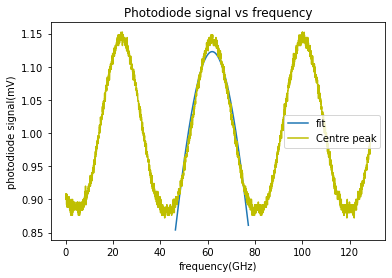 Photodiode signal vs frequency
1.15
1.10
1.05
1.00
0.95
0.90
0.85
photodiode signal(mV)
fit
Centre peak
0
20
40
60
80
100
120
frequency(GHz)